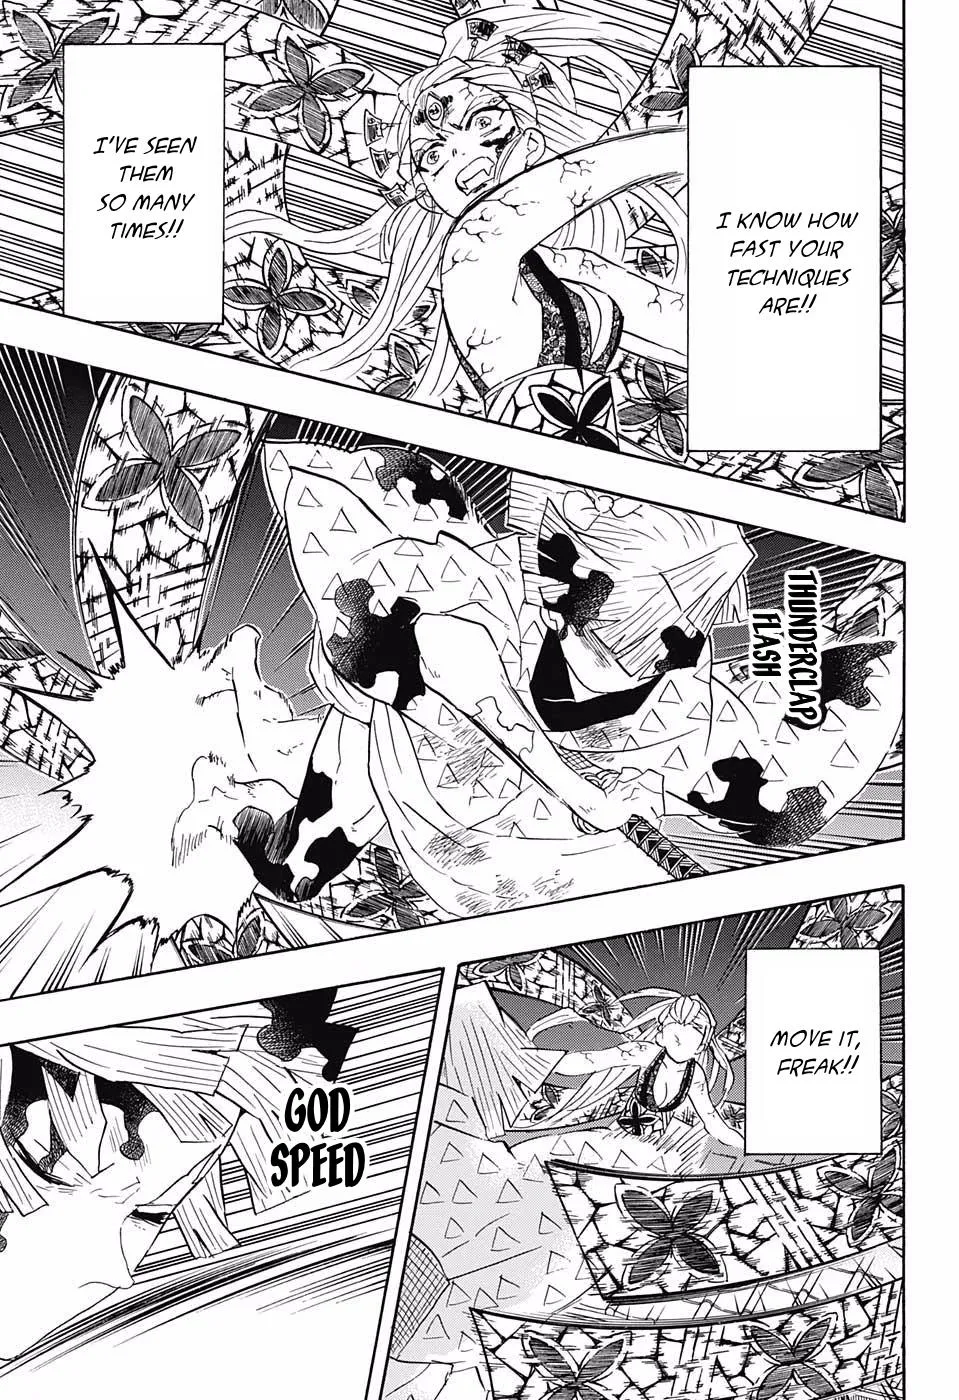 I KNOW HOW
FAST YOUR
TECHNIQUES
ARE!!
I'VE SEEN
THEM
SO MANY
TIMES!!
THUNDERCLAP
FLASH
MOVE IT,
FREAK!!
GOD
SPEED